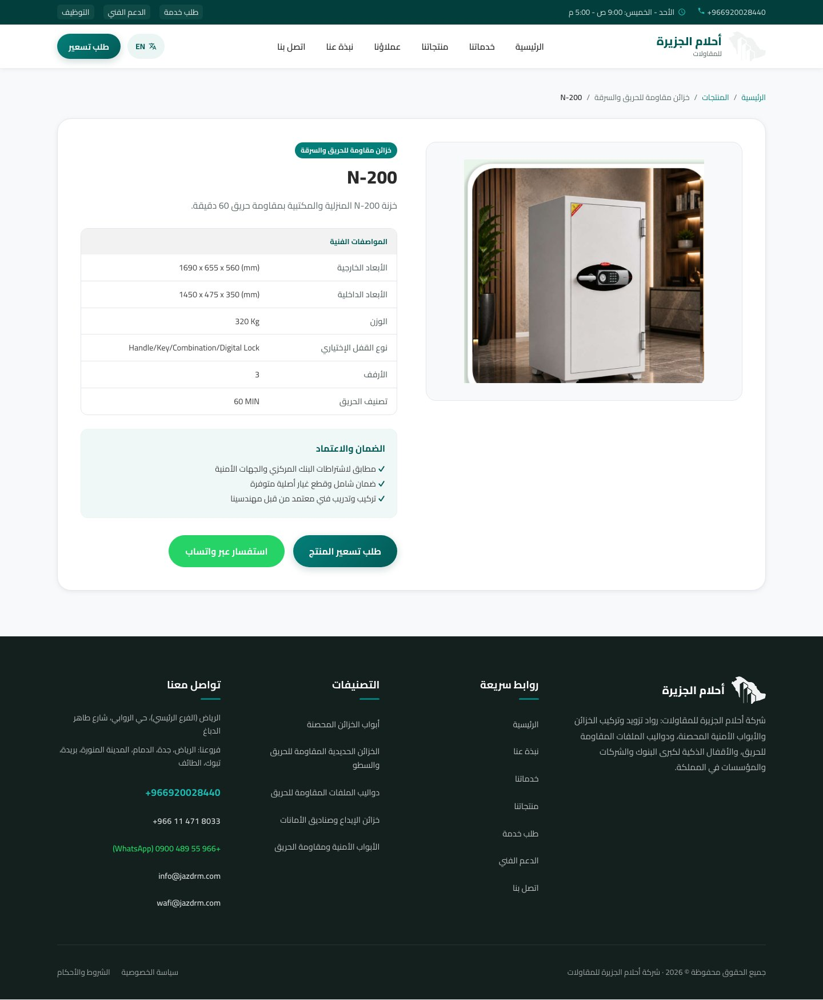 +966920028440
الأحد - الخميس: 9:00 ص - 5:00 م
طلب خدمة
الدعم الفني
التوظيف
أحلام الجزيرة
للمقاولات
الرئيسية
خدماتنا
منتجاتنا
عملاؤنا
نبذة عنا
اتصل بنا
EN
طلب تسعير
الرئيسية / المنتجات / خزائن مقاومة للحريق والسرقة / N-200
خزائن مقاومة للحريق والسرقة
N-200
خزنة N-200 المنزلية والمكتبية بمقاومة حريق 60 دقيقة.
المواصفات الفنية
الأبعاد الخارجية 1690 x 655 x 560 (mm)
الأبعاد الداخلية 1450 x 475 x 350 (mm)
الوزن 320 Kg
نوع القفل الإختياري Handle/Key/Combination/Digital Lock
الأرفف 3
تصنيف الحريق 60 MIN
الضمان والاعتماد
مطابق لاشتراطات البنك المركزي والجهات الأمنية
ضمان شامل وقطع غيار أصلية متوفرة
تركيب وتدريب فني معتمد من قبل مهندسينا
طلب تسعير المنتج
استفسار عبر واتساب
أحلام الجزيرة
شركة أحلام الجزيرة للمقاولات: رواد تزويد وتركيب الخزائن
والأبواب الأمنية المحصنة، ودواليب الملفات المقاومة
للحريق، والأقفال الذكية لكبرى البنوك والشركات
والمؤسسات في المملكة.
روابط سريعة
الرئيسية
نبذة عنا
خدماتنا
منتجاتنا
طلب خدمة
الدعم الفني
اتصل بنا
التصنيفات
أبواب الخزائن المحصنة
الخزائن الحديدية المقاومة للحريق
والسطو
دواليب الملفات المقاومة للحريق
خزائن الإيداع وصناديق الأمانات
الأبواب الأمنية ومقاومة الحريق
تواصل معنا
الرياض (الفرع الرئيسي)، حي الروابي، شارع طاهر
الدباغ
فروعنا: الرياض، جدة، الدمام، المدينة المنورة، بريدة،
تبوك، الطائف
+966920028440
+966 11 471 8033
(WhatsApp) 0900 489 55 966+
info@jazdrm.com
wafi@jazdrm.com
جميع الحقوق محفوظة © 2026 · شركة أحلام الجزيرة للمقاولات
سياسة الخصوصية
الشروط والأحكام